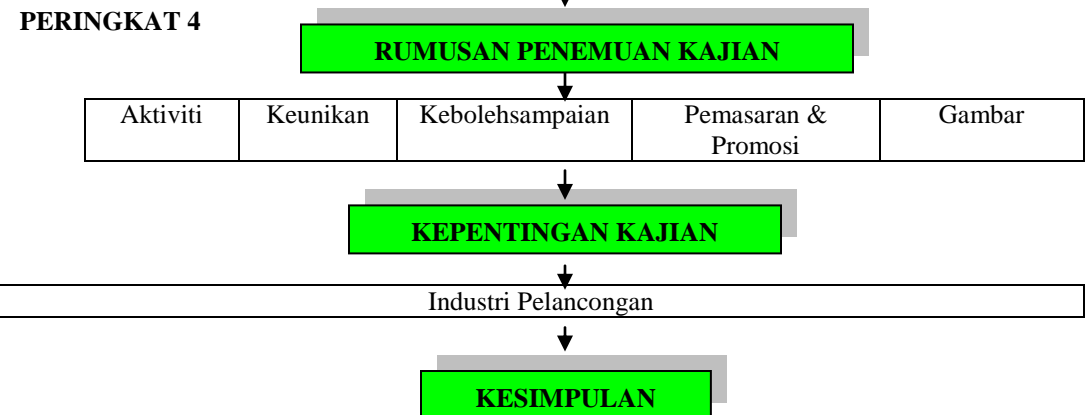 PERINGKAT 4
RUMUSAN PENEMUAN KAJIAN
Aktiviti
Keunikan
Kebolehsampaian
Pemasaran &
Promosi
Gambar
KEPENTINGAN KAJIAN
Industri Pelancongan
KESIMPULAN